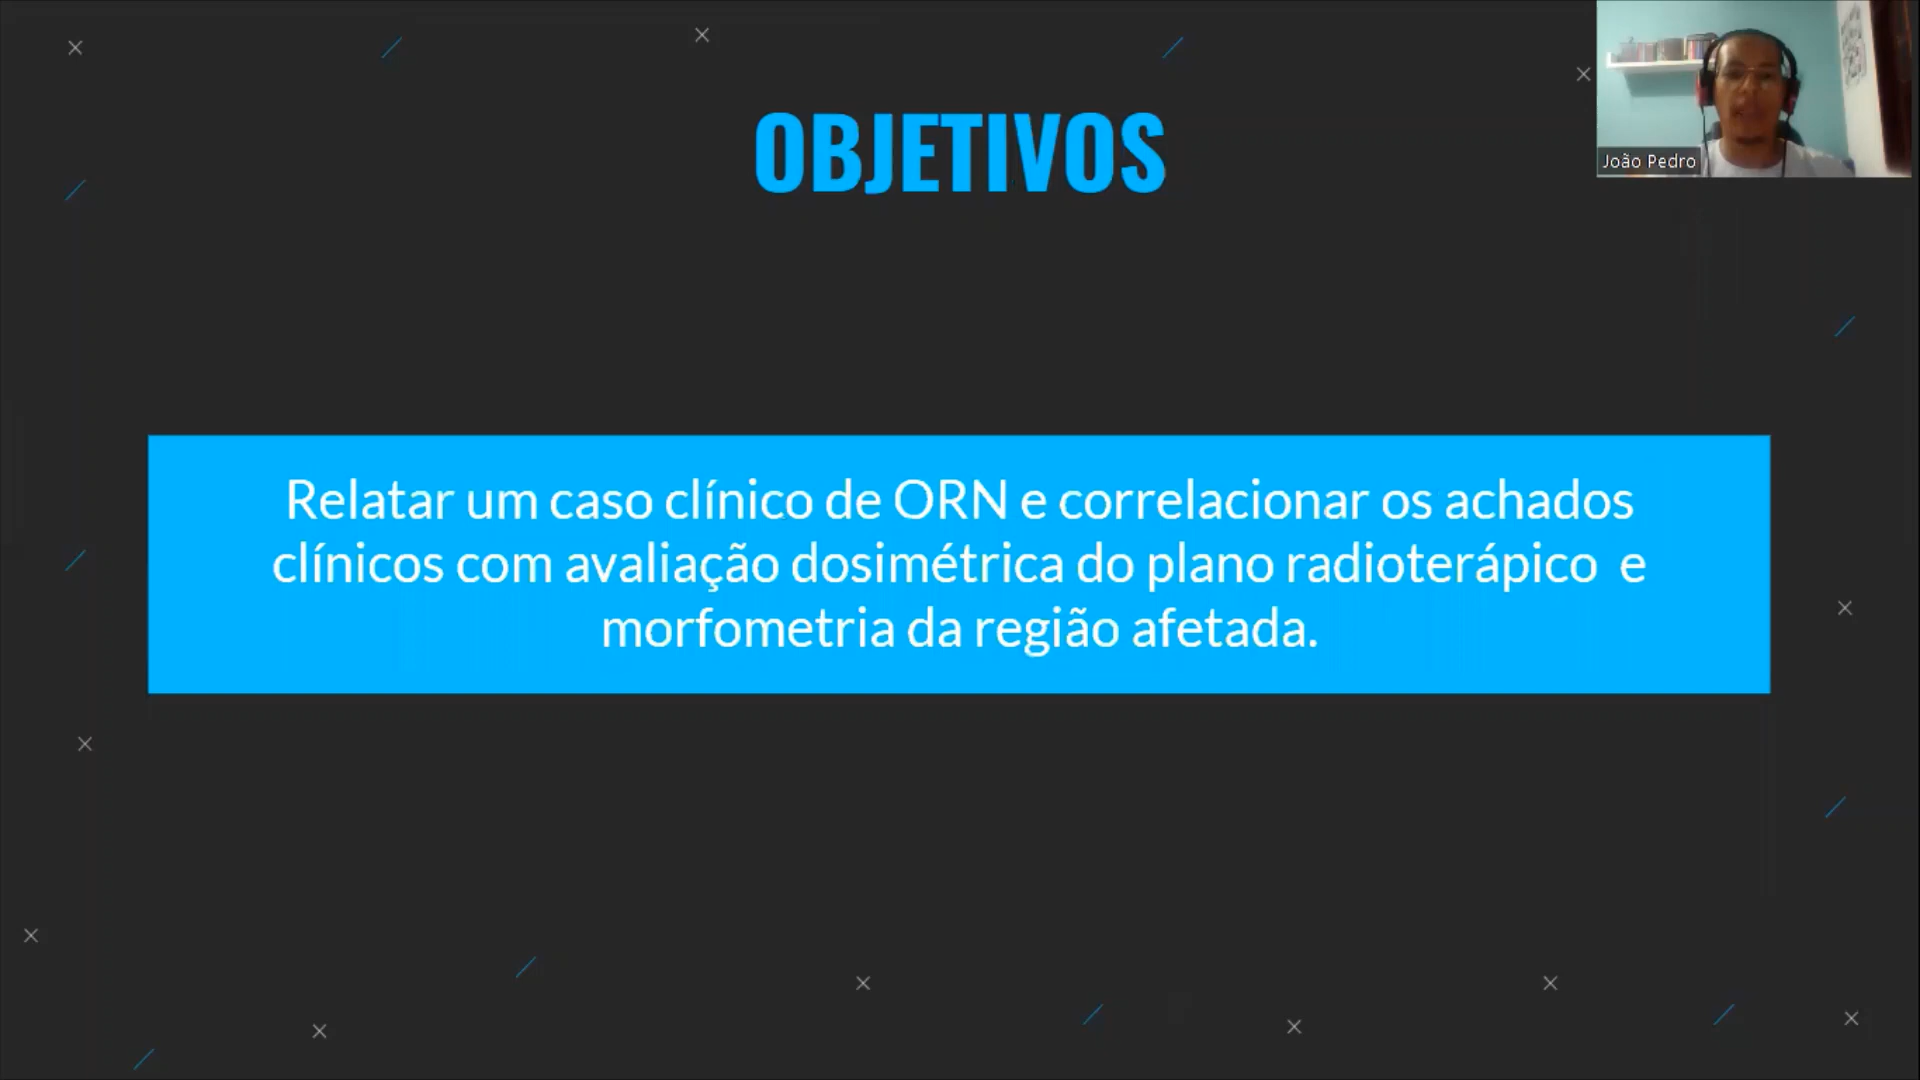 OBJETIVOS
João Pedro
Relatar um caso clínico de ORN e correlacionar os achados
clínicos com avaliação dosimétrica do plano radioterápico e
morfometria da região afetada.